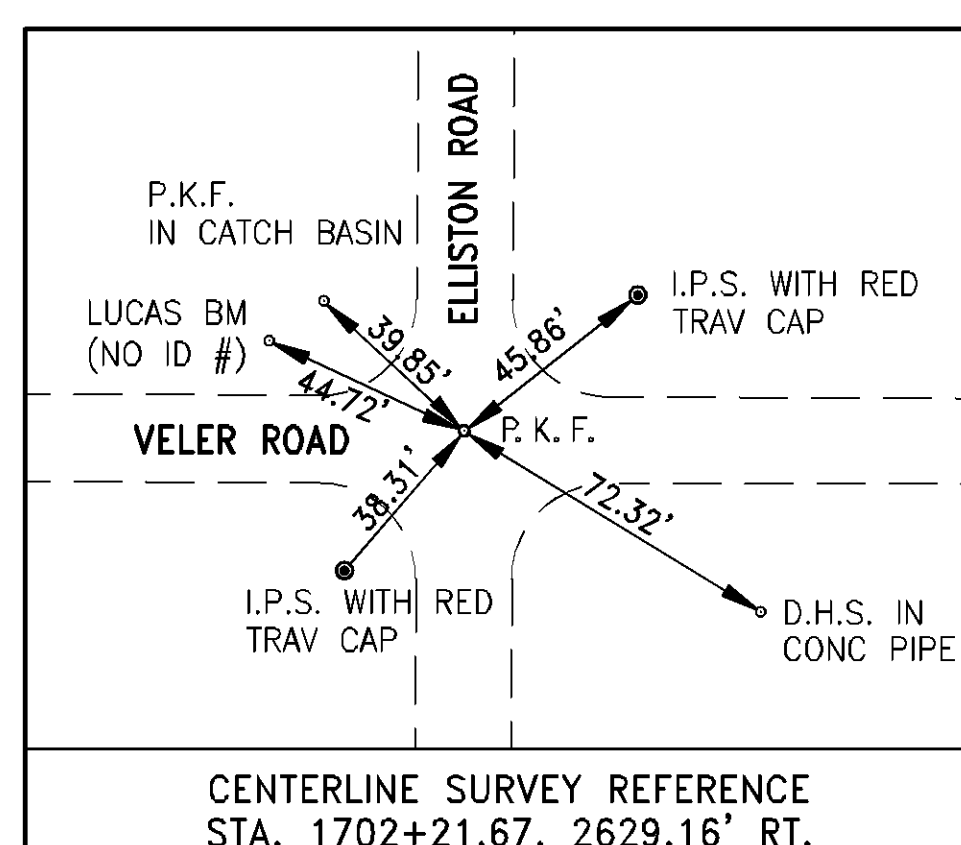 ELLISTON ROAD
P.K.F.
IN CATCH BASIN
LUCAS BM
(NO ID #)
39.85'
44.72'
45.86'
I.P.S. WITH RED
TRAV CAP
VELER ROAD
P.K.F.
38.31'
72.32'
I.P.S. WITH RED
TRAV CAP
D.H.S. IN
CONC PIPE
CENTERLINE SURVEY REFERENCE
STA. 1702+21.67, 2629.16' RT.